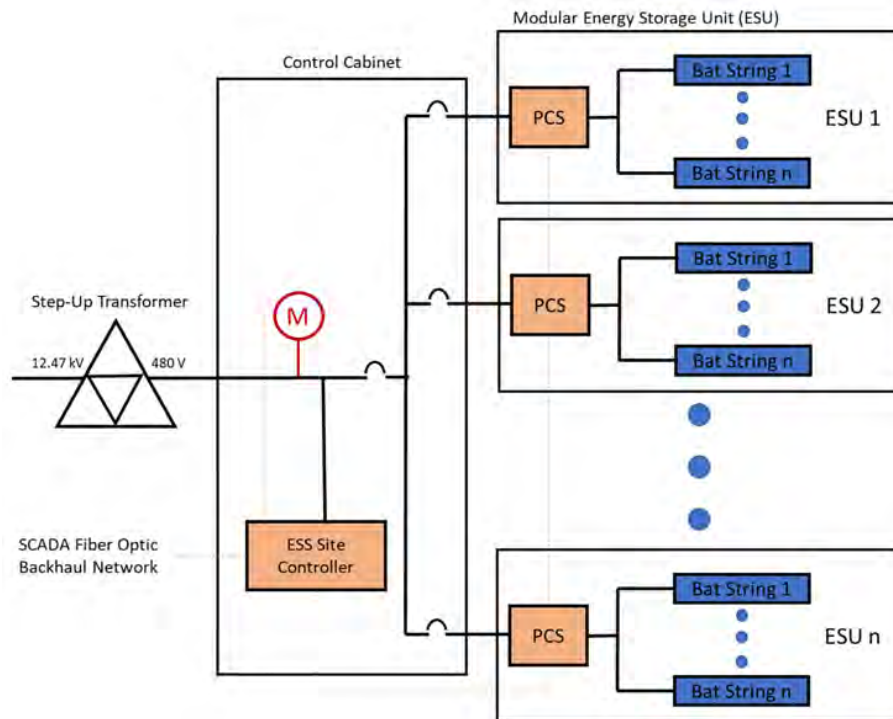 Modular Energy Storage Unit (ESU)
Control Cabinet
Bat String 1
PCS
ESU 1
Bat String n
Bat String 1
PCS
ESU 2
Bat String n
Step-Up Transformer
M
12.47 kV
480 V
SCADA Fiber Optic
Backhaul Network
ESS Site
Controller
Bat String 1
PCS
ESU n
Bat String n